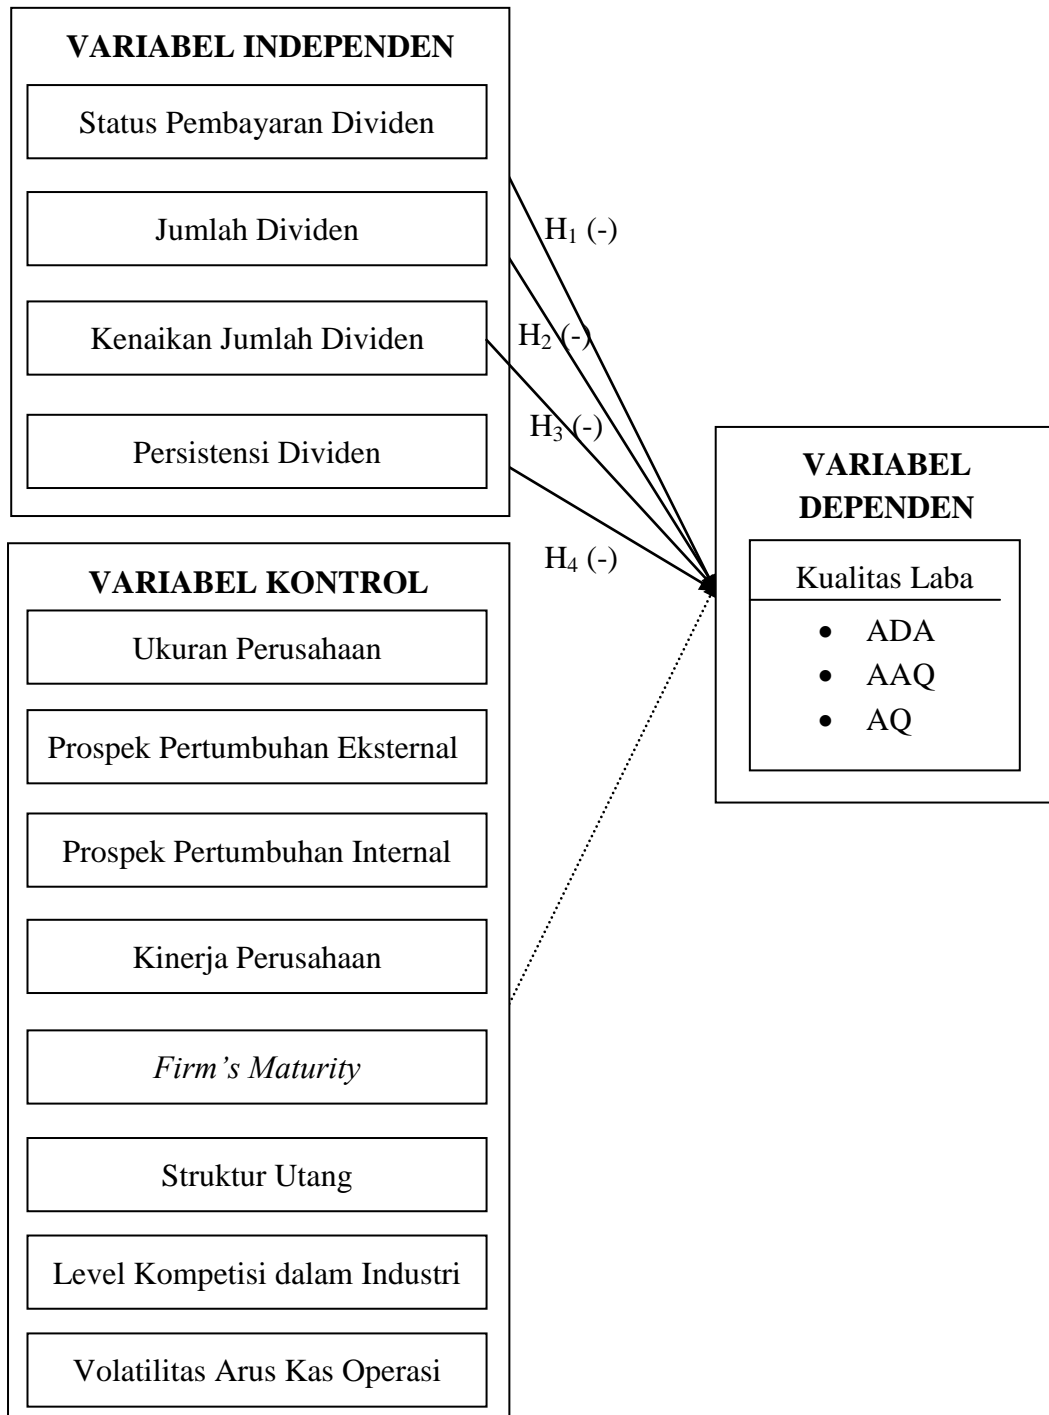 VARIABEL INDEPENDEN
Status Pembayaran Dividen
Jumlah Dividen
Kenaikan Jumlah Dividen
Persistensi Dividen
H₁ (-)
H₂ (-)
H₃ (-)
H₄ (-)
VARIABEL
DEPENDEN
Kualitas Laba
• ADA
• AAQ
• AQ
VARIABEL KONTROL
Ukuran Perusahaan
Prospek Pertumbuhan Eksternal
Prospek Pertumbuhan Internal
Kinerja Perusahaan
Firm’s Maturity
Struktur Utang
Level Kompetisi dalam Industri
Volatilitas Arus Kas Operasi